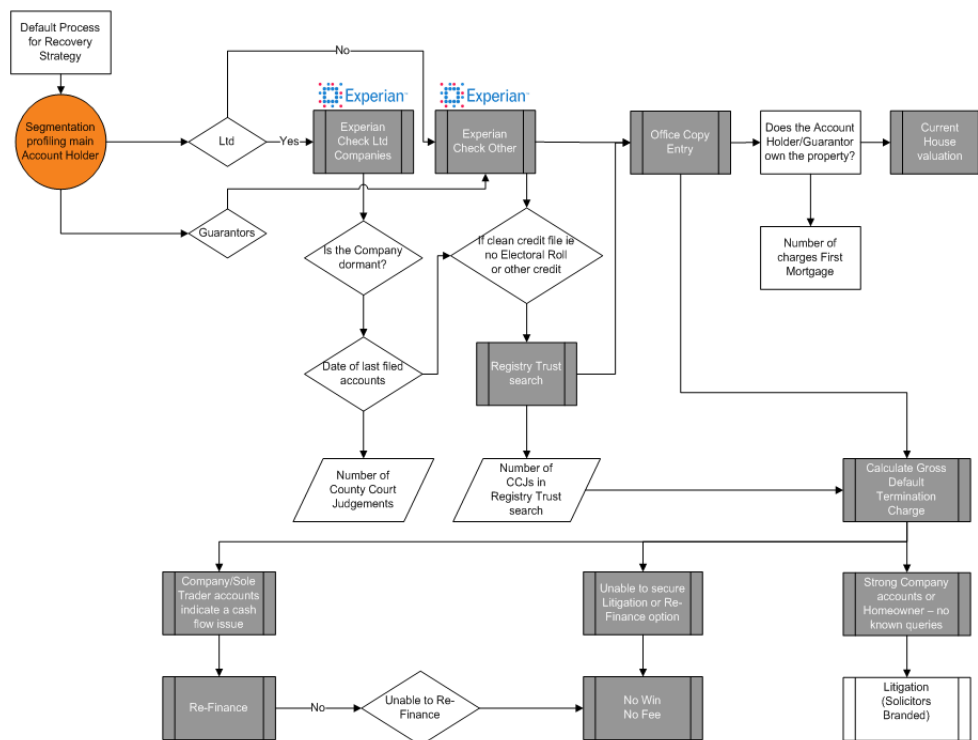 Default Process
for Recovery
Strategy
No
Experian™
Experian™
Segmentation
profiling main
Account Holder
Ltd
Yes
Experian
Check Ltd
Companies
Experian
Check Other
Office Copy
Entry
Does the Account
Holder/Guarantor
own the property?
Current
House
valuation
Guarantors
Is the Company
dormant?
If clean credit file ie
no Electoral Roll
or other credit
Number of
charges First
Mortgage
Date of last filed
accounts
Registry Trust
search
Number of
County Court
Judgements
Number of
CCJs in
Registry Trust
search
Calculate Gross
Default
Termination
Charge
Company/Sole
Trader accounts
indicate a cash
flow issue
Unable to secure
Litigation or Re-
Finance option
Strong Company
accounts or
Homeowner – no
known queries
Re-Finance
No
Unable to Re-
Finance
No Win
No Fee
Litigation
(Solicitors
Branded)